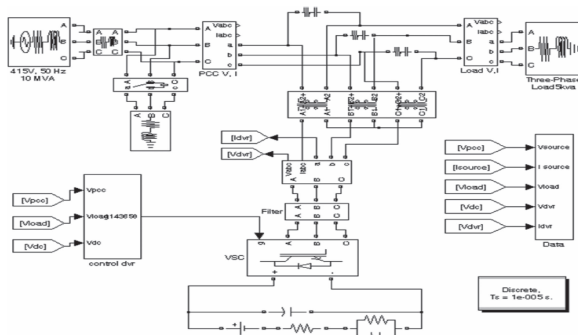 415V, 50 Hz
10 MVA
A
B
C
A
B
C
A
B
C
A
B
C
Vabc
Iabc
a
b
c
PCC V, I
A
B
C
A
B
C
Vabc
Iabc
a
b
c
Load V,I
A
B
C
Three-Phase
Load5kva
[Idvr]
[Vdvr]
Vabc
Iabc
a
b
c
A
B
C
Filter
A
B
C
A
B
C
VSC
g
A
B
C
+
-
[Vpcc]
[Vload]
[Vdc]
Vpcc
Vdc
control dvr
[Vpcc]
[Isource]
[Vload]
[Vdc]
[Vdvr]
Vsource
I source
Vload
Vdvr
Idvr
Data
Discrete,
Ts = 1e-005 s.
+